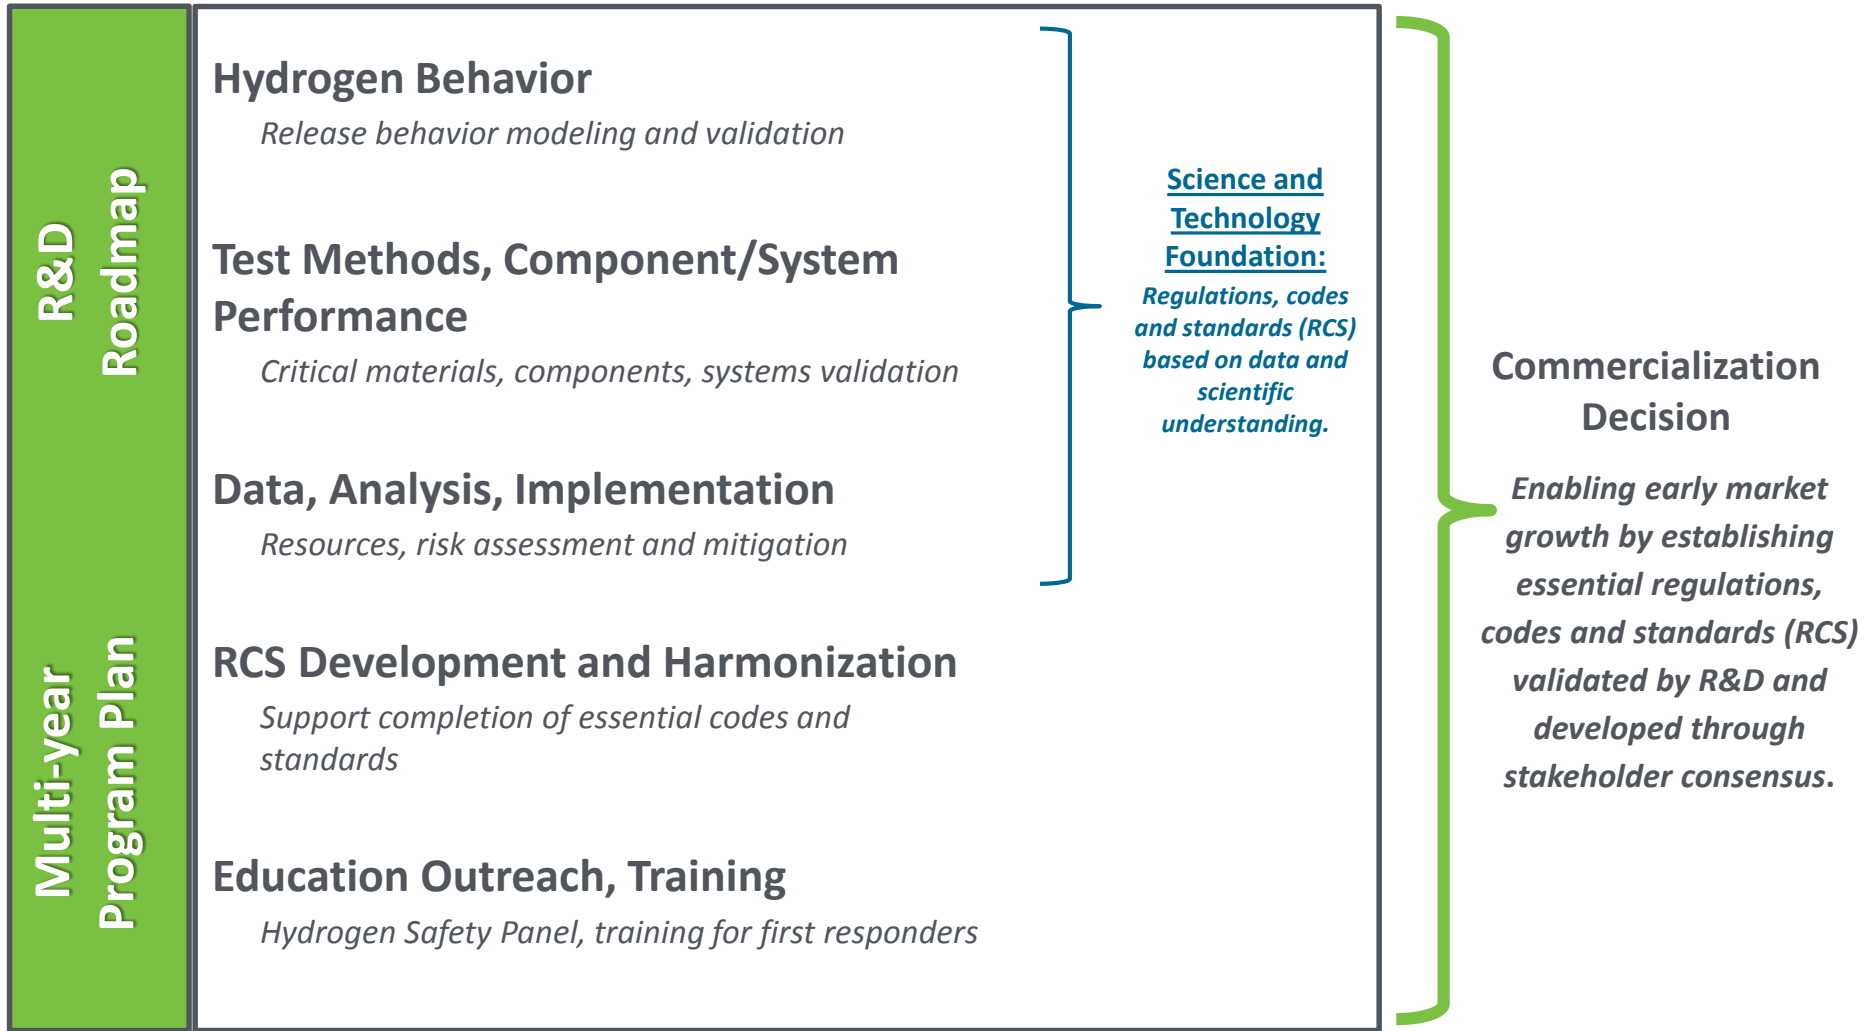 R&D
Roadmap
Multi-year
Program Plan
Hydrogen Behavior
Release behavior modeling and validation
Test Methods, Component/System
Performance
Critical materials, components, systems validation
Data, Analysis, Implementation
Resources, risk assessment and mitigation
RCS Development and Harmonization
Support completion of essential codes and
standards
Education Outreach, Training
Hydrogen Safety Panel, training for first responders
Science and
Technology
Foundation:
Regulations, codes
and standards (RCS)
based on data and
scientific
understanding.
Commercialization
Decision
Enabling early market
growth by establishing
essential regulations,
codes and standards (RCS)
validated by R&D and
developed through
stakeholder consensus.